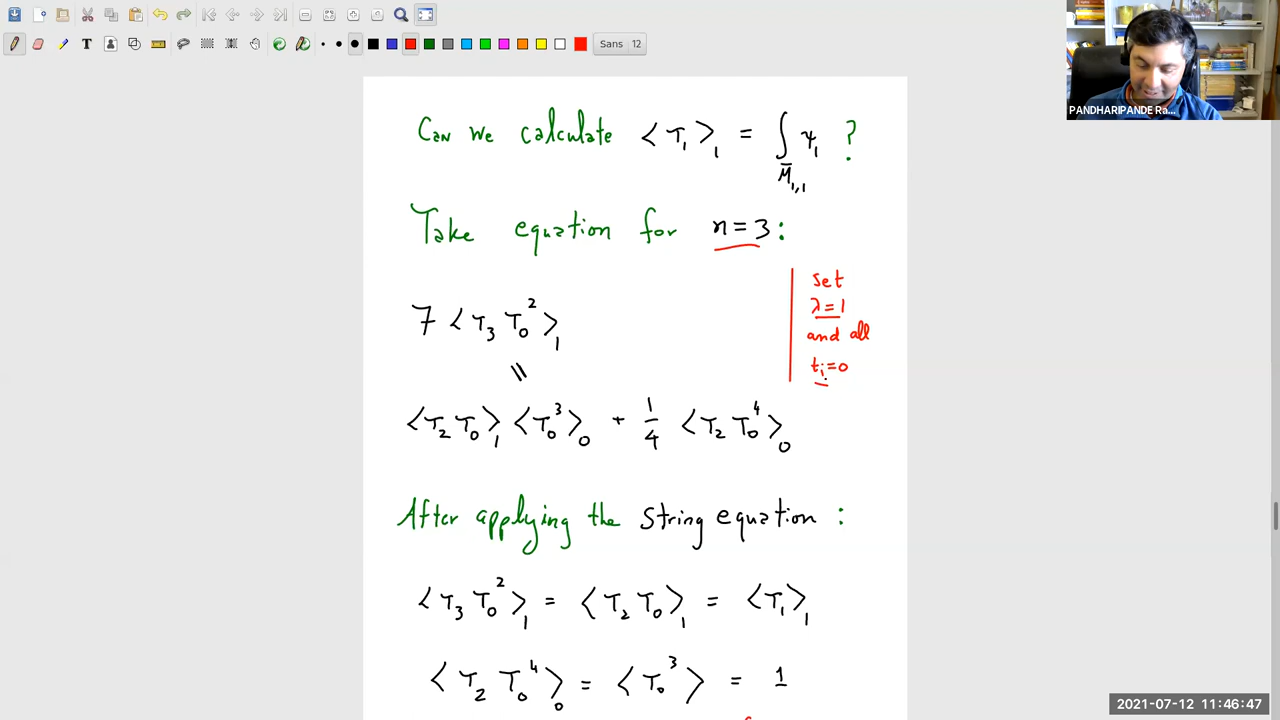 Sans 12
PANDHARIPANDE Ra...
Can we calculate ⟨τ₁⟩₁ = ∫_{M̄₁,₁} ψ₁ ?
Take equation for n = 3 :
set
λ = 1
and all
tᵢ = 0
7 ⟨τ₃ τ₀²⟩₁
||
⟨τ₂ τ₀⟩₁ ⟨τ₀³⟩₀ + 1/4 ⟨τ₂ τ₀⁴⟩₀
After applying the string equation :
⟨τ₃ τ₀²⟩₁ = ⟨τ₂ τ₀⟩₁ = ⟨τ₁⟩₁
⟨τ₂ τ₀⁴⟩₀ = ⟨τ₀³⟩ = 1
2021-07-12 11:46:47